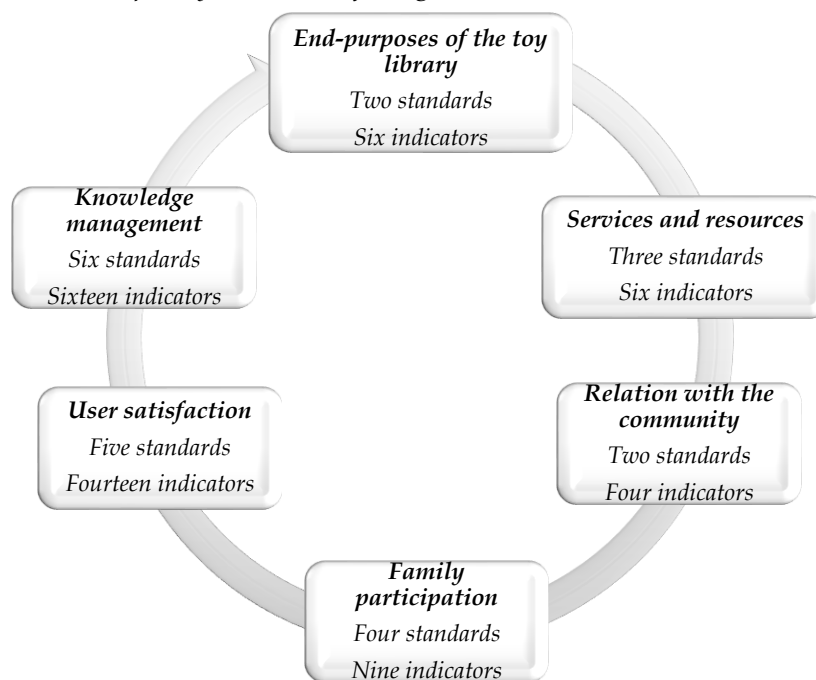 End-purposes of the toy
library
Two standards
Six indicators
Services and resources
Three standards
Six indicators
Relation with the
community
Two standards
Four indicators
Family
participation
Four standards
Nine indicators
User satisfaction
Five standards
Fourteen indicators
Knowledge
management
Six standards
Sixteen indicators